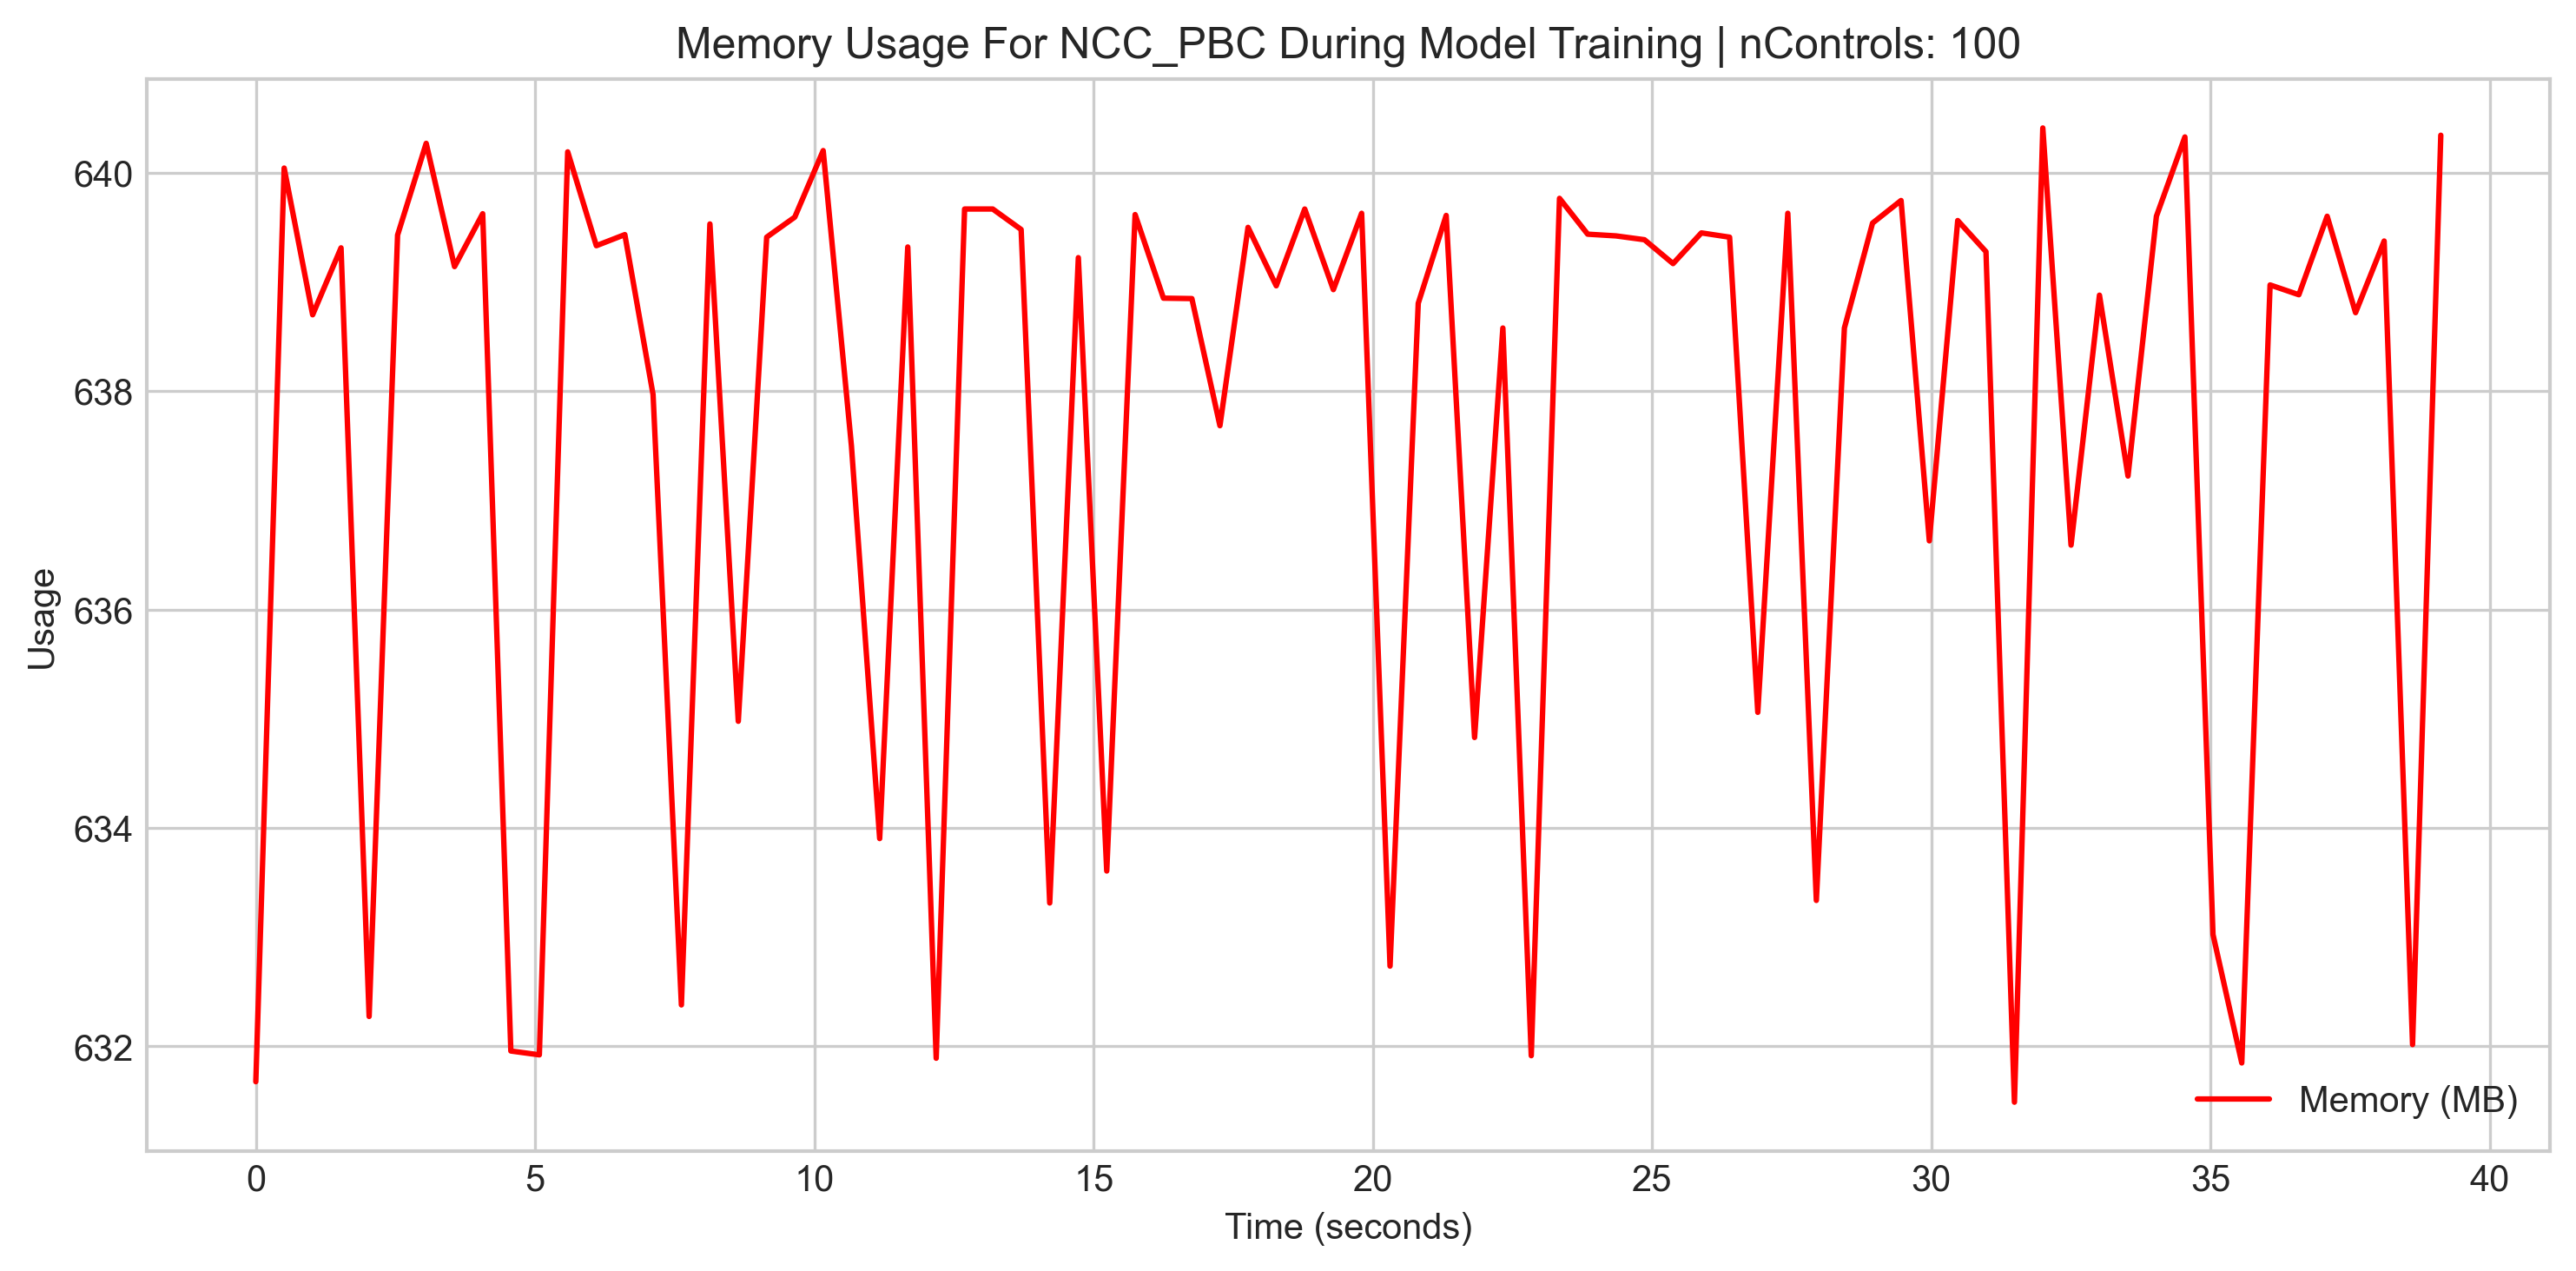 Memory Usage For NCC_PBC During Model Training | nControls: 100
640
638
636
634
632
Usage
Memory (MB)
0 5 10 15 20 25 30 35 40
Time (seconds)